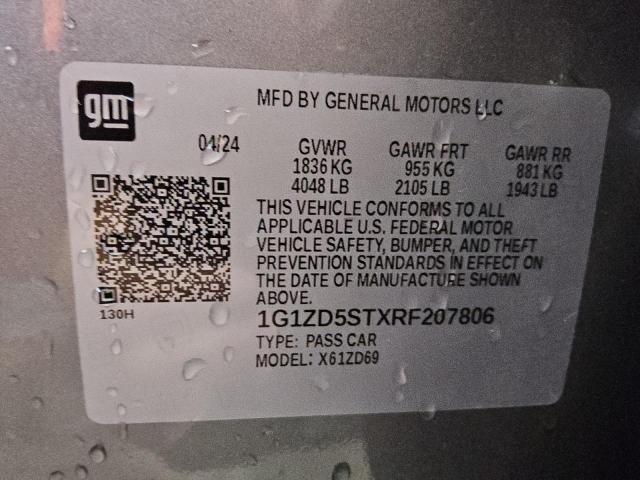 gm
MFD BY GENERAL MOTORS LLC
04/24 GVWR GAWR FRT GAWR RR
1836 KG 955 KG 881 KG
4048 LB 2105 LB 1943 LB
THIS VEHICLE CONFORMS TO ALL
APPLICABLE U.S. FEDERAL MOTOR
VEHICLE SAFETY, BUMPER, AND THEFT
PREVENTION STANDARDS IN EFFECT ON
THE DATE OF MANUFACTURE SHOWN
ABOVE.
130H
1G1ZD5STXRF207806
TYPE: PASS CAR
MODEL: X61ZD69